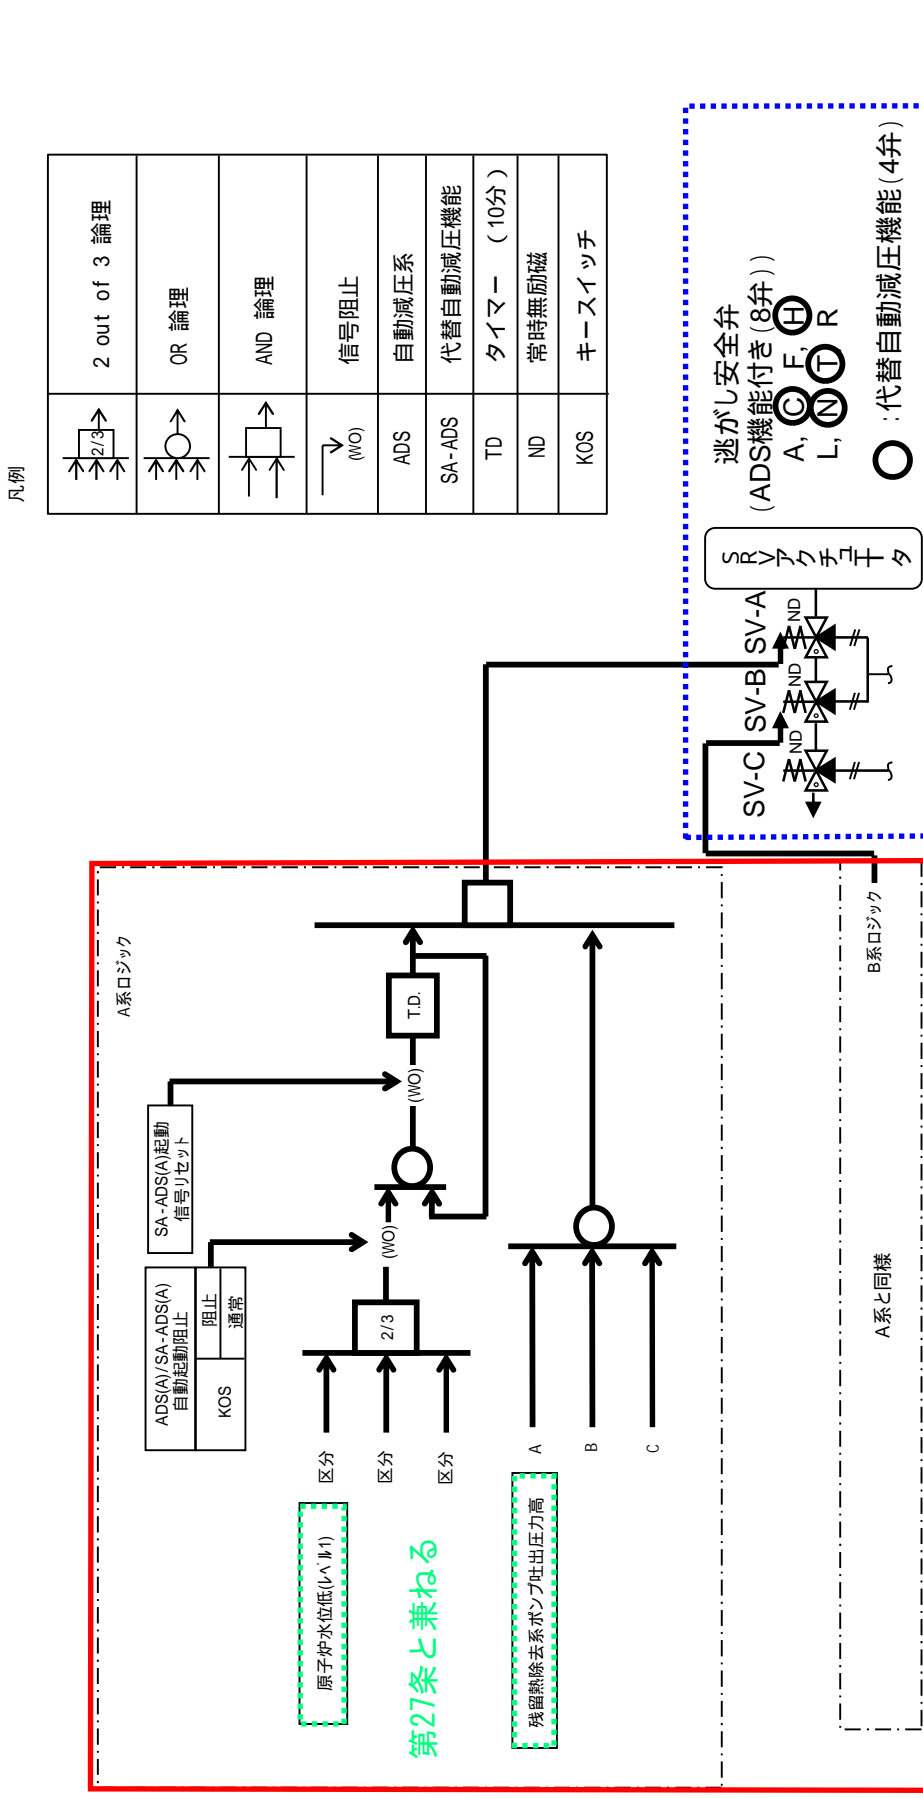 凡例
2/3
2 out of 3 論理
OR 論理
AND 論理
(WO)
信号阻止
ADS
自動減圧系
SA-ADS
代替自動減圧機能
TD
タイマー （10分）
ND
常時無励磁
KOS
キースイッチ
A系ロジック
ADS(A)/SA-ADS(A)
自動起動阻止
KOS
阻止
通常
SA-ADS(A)起動
信号リセット
原子炉水位低(ﾚﾍﾞﾙ1)
区分
区分
区分
2/3
(WO)
(WO)
T.D.
第27条と兼ねる
残留熱除去系ポンプ吐出圧力高
A
B
C
B系ロジック
A系と同様
SV-C
SV-B
SV-A
ND
ND
ND
SRVアクチュエータ
逃がし安全弁
(ADS機能付き(8弁))
A, C F, H
L, N T R
：代替自動減圧機能(4弁)